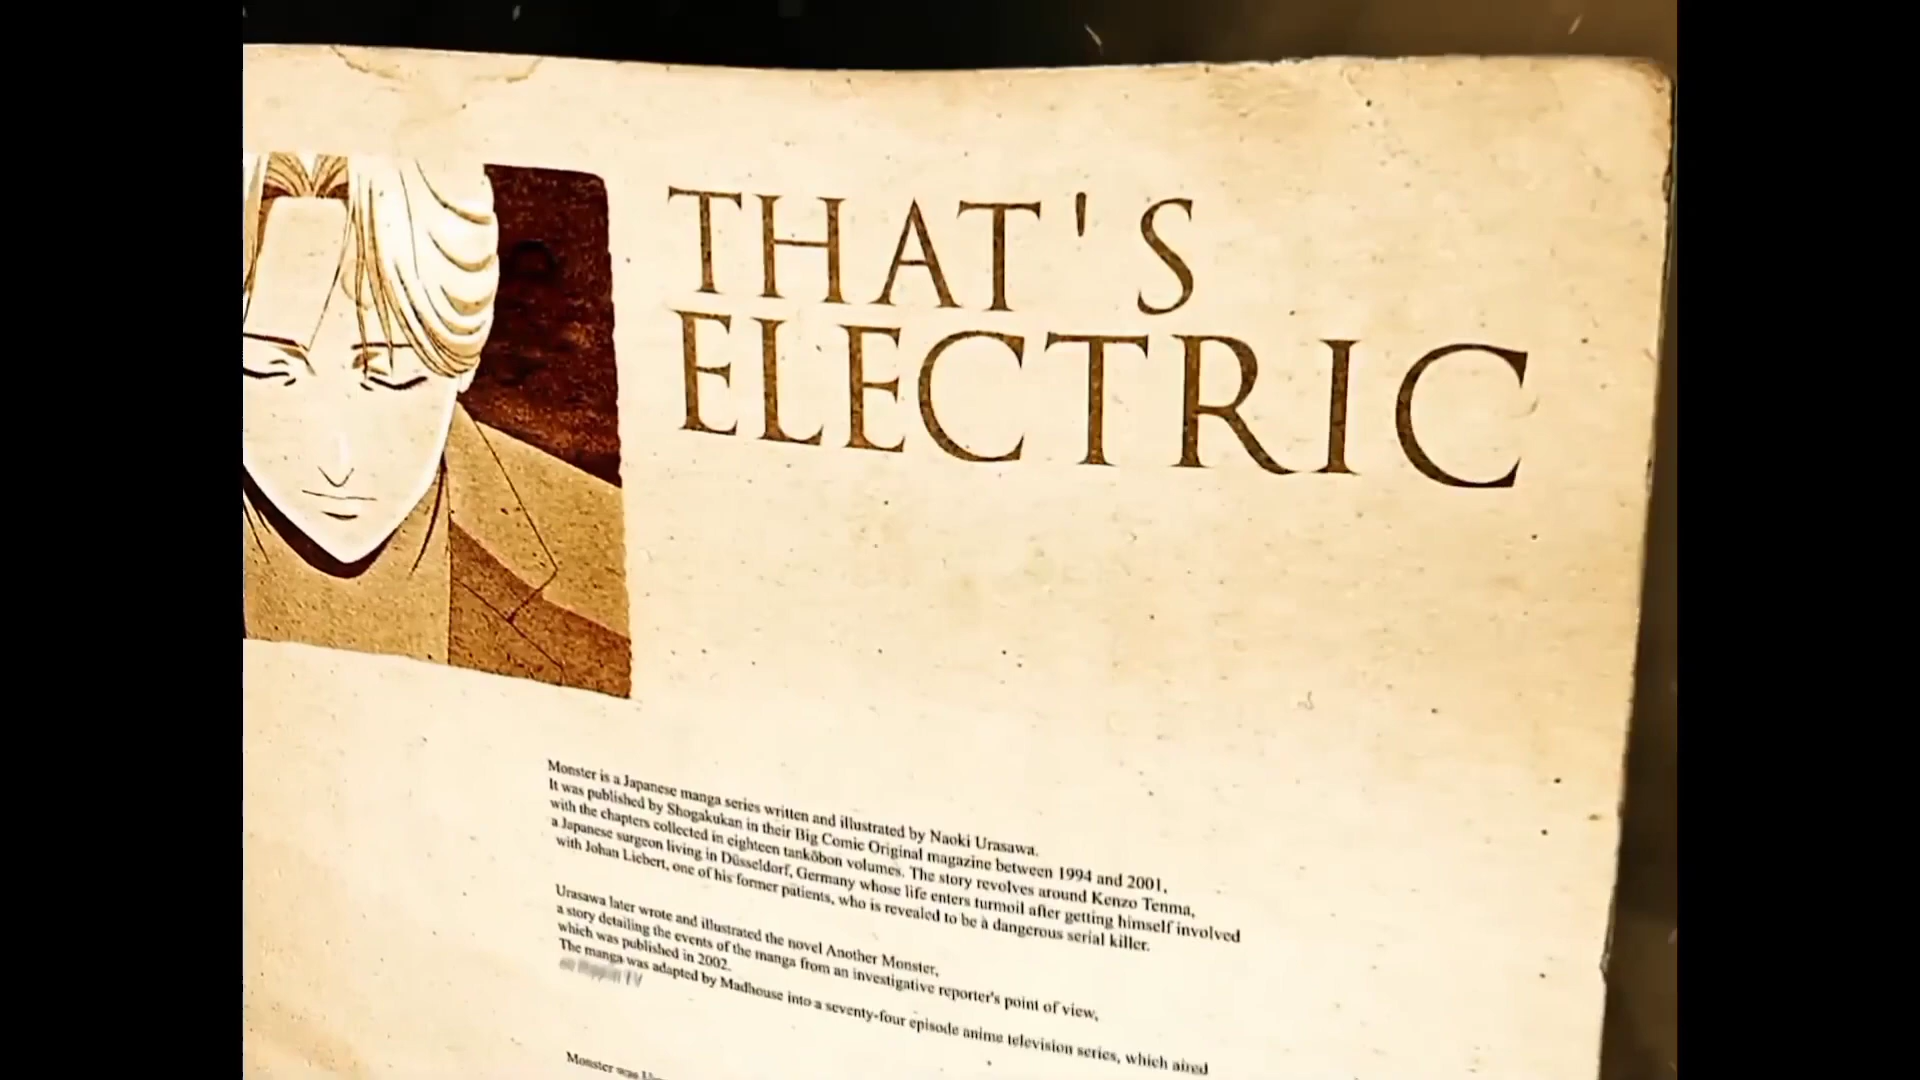 THAT'S
ELECTRIC
Monster is a Japanese manga series written and illustrated by Naoki Urasawa.
It was published by Shogakukan in their Big Comic Original magazine between 1994 and 2001,
with the chapters collected in eighteen tankōbon volumes. The story revolves around Kenzo Tenma,
a Japanese surgeon living in Düsseldorf, Germany whose life enters turmoil after getting himself involved
with Johan Liebert, one of his former patients, who is revealed to be a dangerous serial killer.
Urasawa later wrote and illustrated the novel Another Monster,
a story detailing the events of the manga from an investigative reporter's point of view,
which was published in 2002.
The manga was adapted by Madhouse into a seventy-four episode anime television series, which aired
TV
Monster was